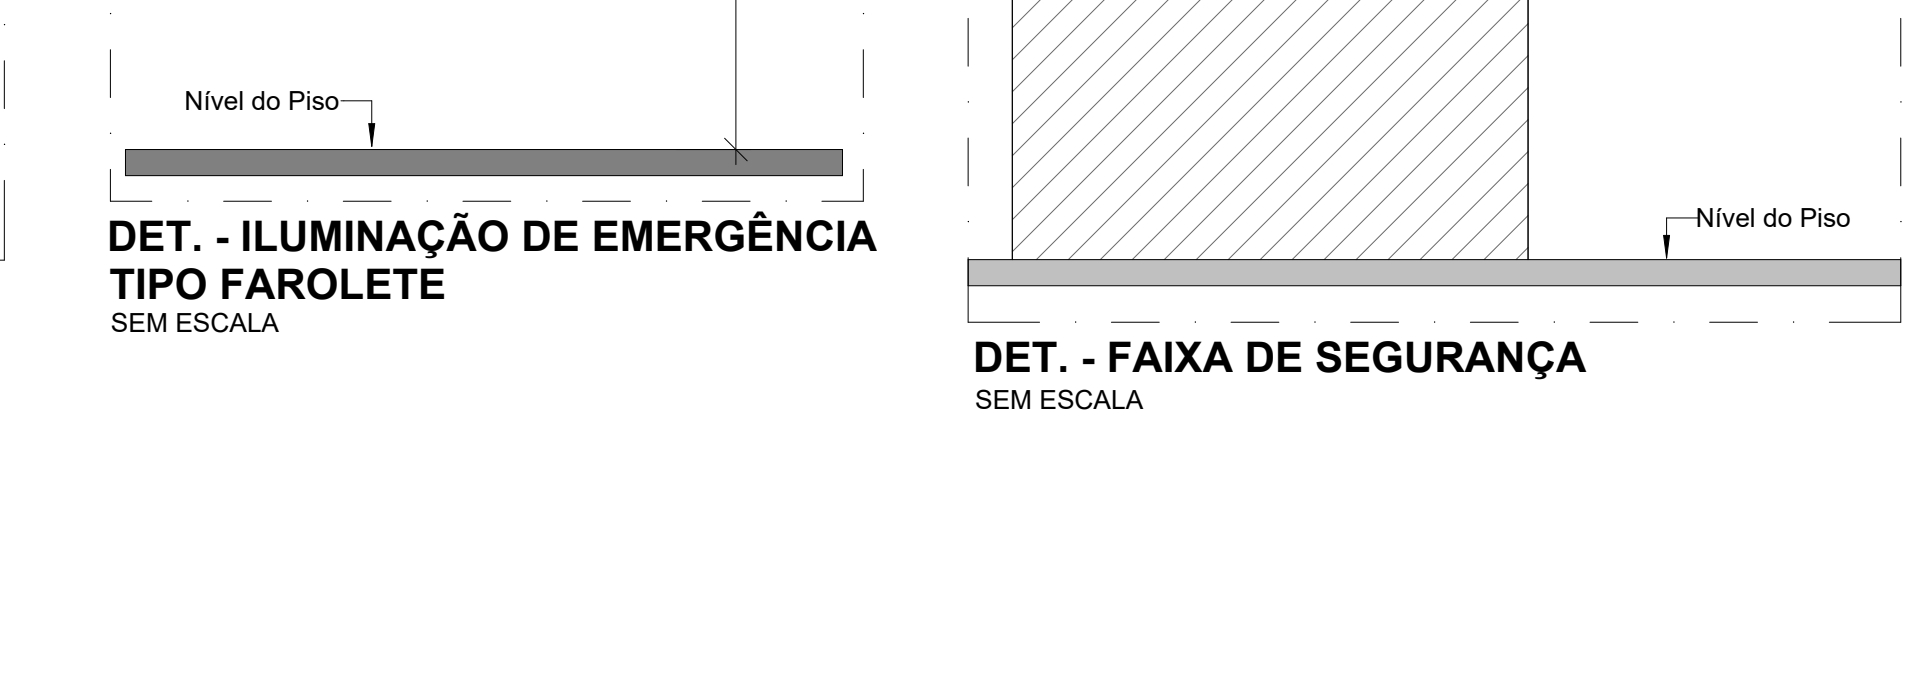 Nível do Piso
DET. - ILUMINAÇÃO DE EMERGÊNCIA
TIPO FAROLETE
SEM ESCALA
Nível do Piso
DET. - FAIXA DE SEGURANÇA
SEM ESCALA